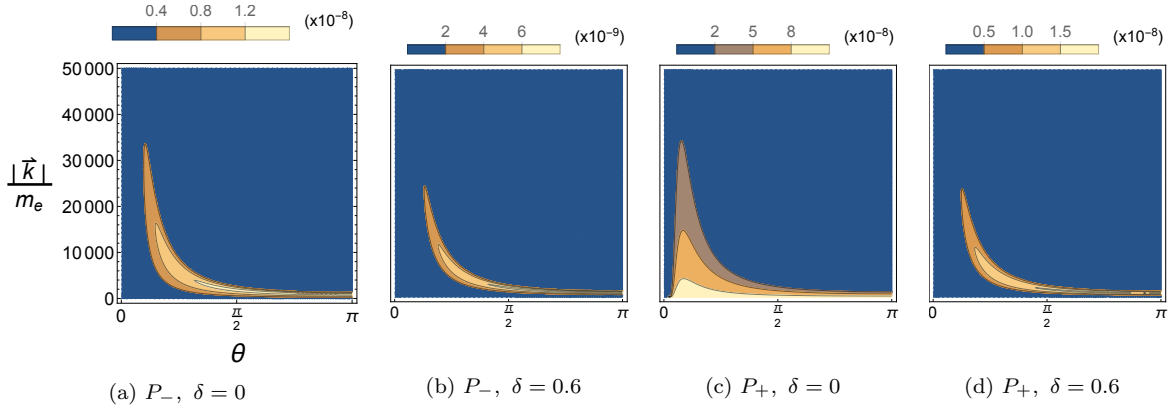 0.4 0.8 1.2 (x10⁻⁸)
2 4 6 (x10⁻⁹)
2 5 8 (x10⁻⁸)
0.5 1.0 1.5 (x10⁻⁸)
50 000
40 000
30 000
20 000
10 000
0
|k⃗|
mₑ
0 π/2 π
0 π/2 π
0 π/2 π
0 π/2 π
θ
(a) P₋, δ = 0
(b) P₋, δ = 0.6
(c) P₊, δ = 0
(d) P₊, δ = 0.6